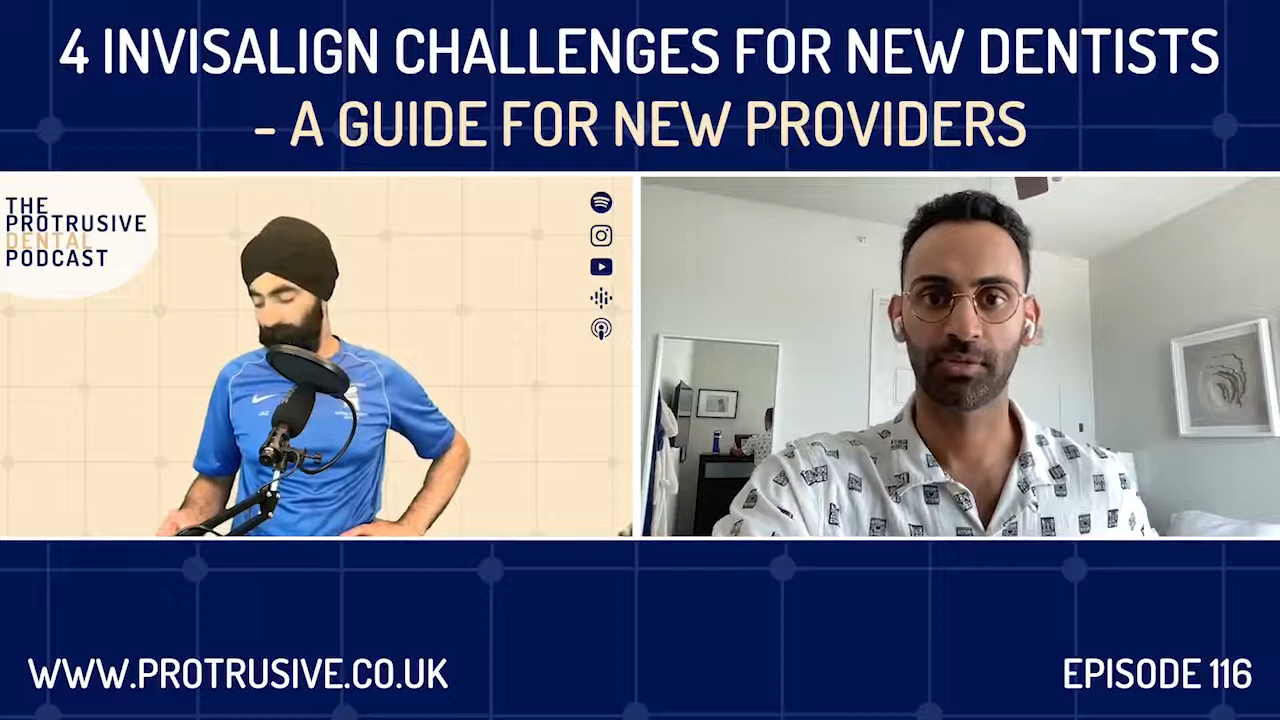 4 INVISALIGN CHALLENGES FOR NEW DENTISTS
- A GUIDE FOR NEW PROVIDERS
THE
PROTRUSIVE
DENTAL
PODCAST
WWW.PROTRUSIVE.CO.UK
EPISODE 116